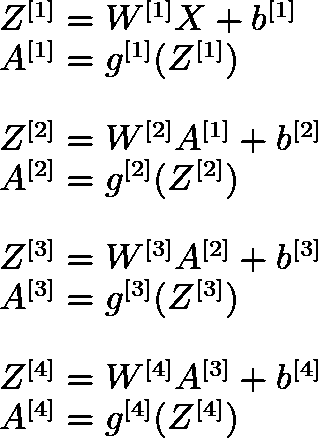 Z^{[1]} = W^{[1]}X + b^{[1]}
A^{[1]} = g^{[1]}(Z^{[1]})
Z^{[2]} = W^{[2]}A^{[1]} + b^{[2]}
A^{[2]} = g^{[2]}(Z^{[2]})
Z^{[3]} = W^{[3]}A^{[2]} + b^{[3]}
A^{[3]} = g^{[3]}(Z^{[3]})
Z^{[4]} = W^{[4]}A^{[3]} + b^{[4]}
A^{[4]} = g^{[4]}(Z^{[4]})